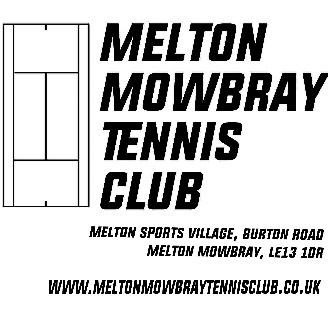 MELTON
MOWBRAY
TENNIS
CLUB
MELTON SPORTS VILLAGE, BURTON ROAD
MELTON MOWBRAY, LE13 1DR
WWW.MELTONMOWBRAYTENNISCLUB.CO.UK